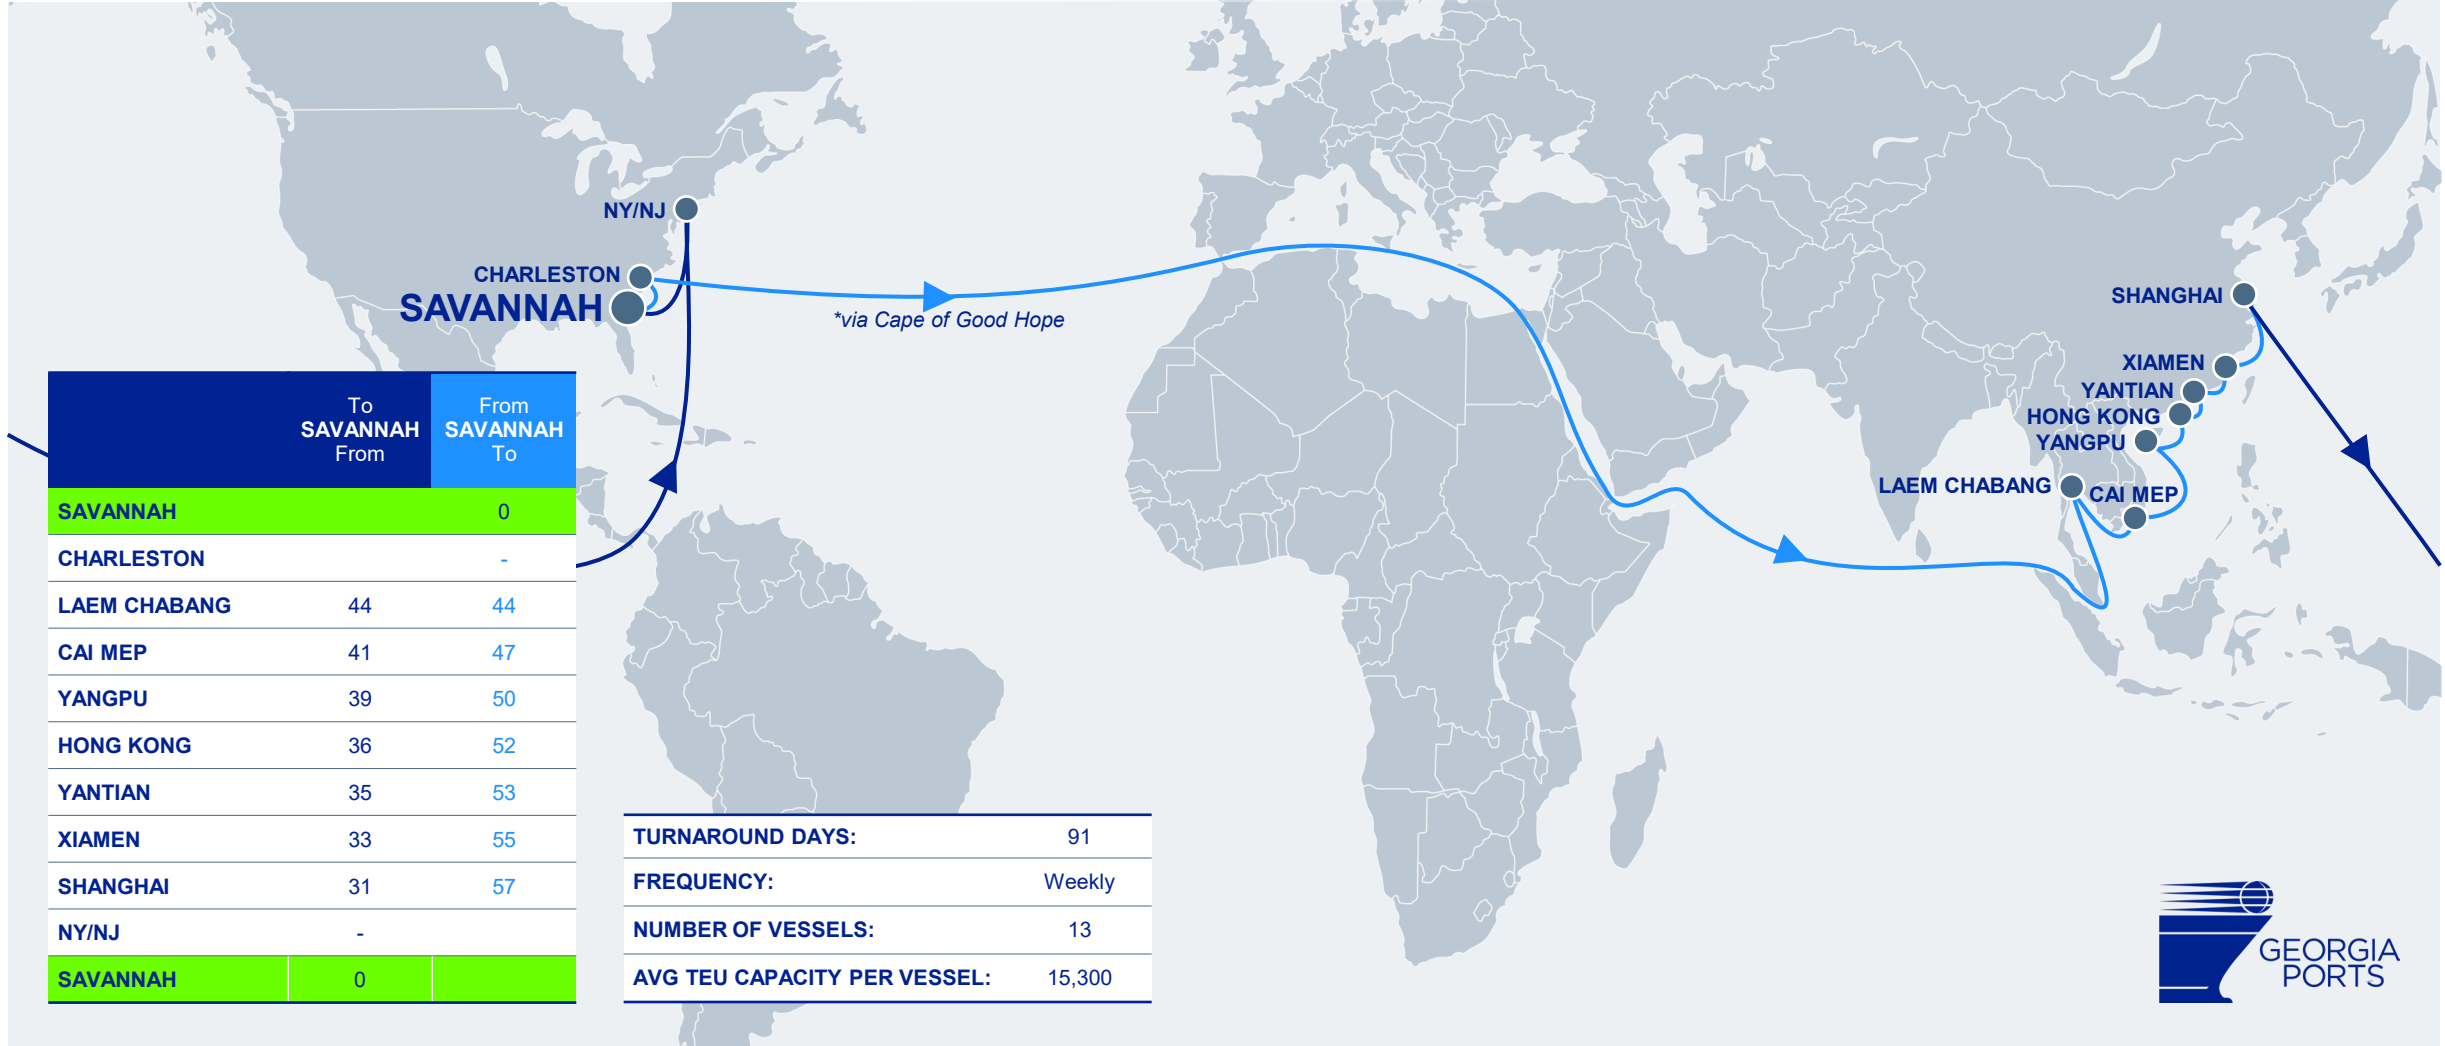 NY/NJ
CHARLESTON
SAVANNAH
*via Cape of Good Hope
SHANGHAI
XIAMEN
YANTIAN
HONG KONG
YANGPU
LAEM CHABANG
CAI MEP
To SAVANNAH From
From SAVANNAH To
SAVANNAH 0
CHARLESTON -
LAEM CHABANG 44 44
CAI MEP 41 47
YANGPU 39 50
HONG KONG 36 52
YANTIAN 35 53
XIAMEN 33 55
SHANGHAI 31 57
NY/NJ -
SAVANNAH 0
TURNAROUND DAYS: 91
FREQUENCY: Weekly
NUMBER OF VESSELS: 13
AVG TEU CAPACITY PER VESSEL: 15,300
GEORGIA
PORTS